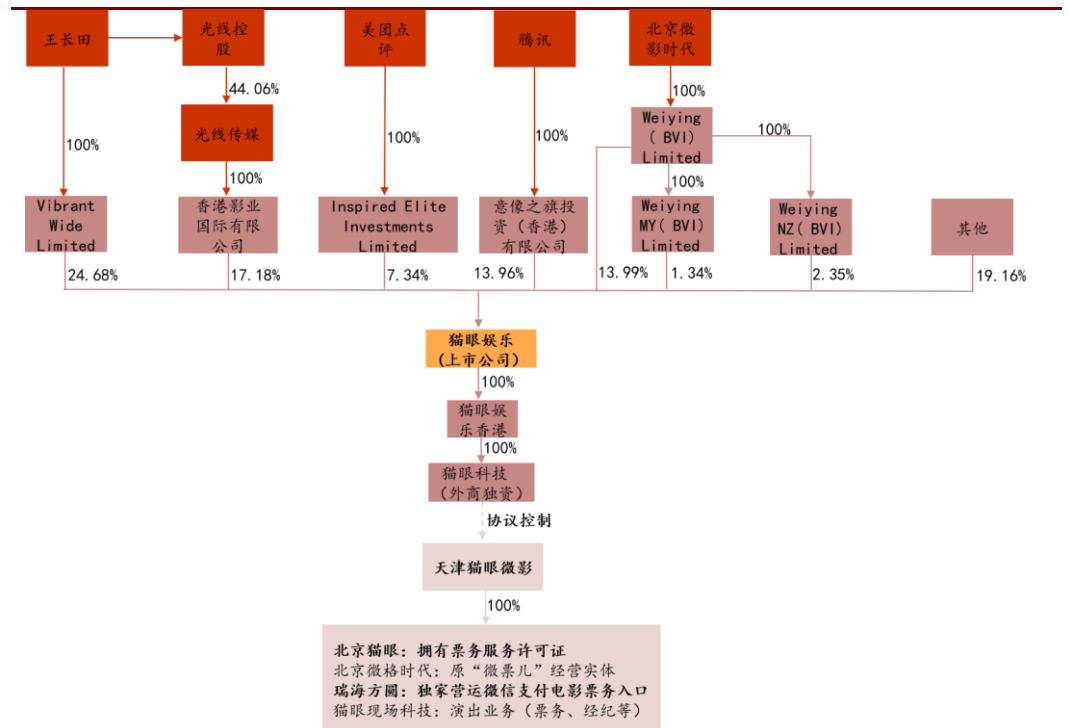 王长田
光线控
股
美团点
评
腾讯
北京微
影时代
44.06%
100%
光线传媒
Weiying
(BVI)
Limited
100%
100%
100%
100%
100%
100%
Vibrant
Wide
Limited
香港影业
国际有限
公司
Inspired Elite
Investments
Limited
意像之旗投
资（香港）
有限公司
Weiying
MY(BVI)
Limited
Weiying
NZ(BVI)
Limited
其他
24.68%
17.18%
7.34%
13.96%
13.99%
1.34%
2.35%
19.16%
猫眼娱乐
(上市公司)
100%
猫眼娱
乐香港
100%
猫眼科技
（外商独资）
协议控制
天津猫眼微影
100%
北京猫眼：拥有票务服务许可证
北京微格时代：原“微票儿”经营实体
瑞海方圆：独家营运微信支付电影票务入口
猫眼现场科技：演出业务（票务、经纪等）